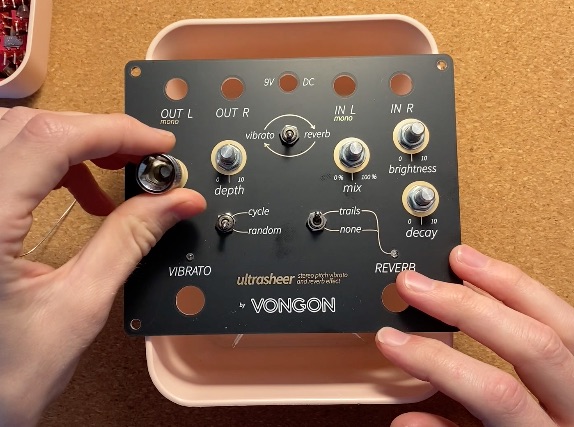 OUT L
mono
OUT R
9V DC
IN L
mono
IN R
vibrato reverb
0 10
depth
0% 100%
mix
0 10
brightness
0 10
decay
cycle
random
trails
none
VIBRATO
REVERB
ultrasheer stereo pitch vibrato
and reverb effect
by VONGON